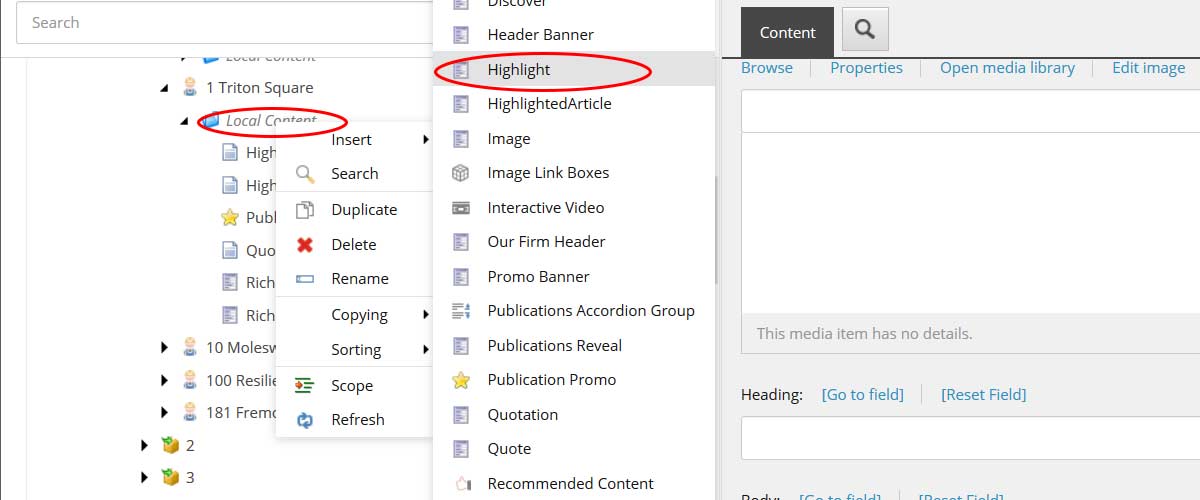 Search
Local Content
1 Triton Square
Local Content
High
High
Publ
Quo
Rich
Rich
10 Molesw
100 Resilie
181 Fremo
2
3
Insert
Search
Duplicate
Delete
Rename
Copying
Sorting
Scope
Refresh
Discover
Header Banner
Highlight
HighlightedArticle
Image
Image Link Boxes
Interactive Video
Our Firm Header
Promo Banner
Publications Accordion Group
Publications Reveal
Publication Promo
Quotation
Quote
Recommended Content
Content
Browse Properties Open media library Edit image
This media item has no details.
Heading: [Go to field] [Reset Field]
Body: [Go to field] [Reset Field]